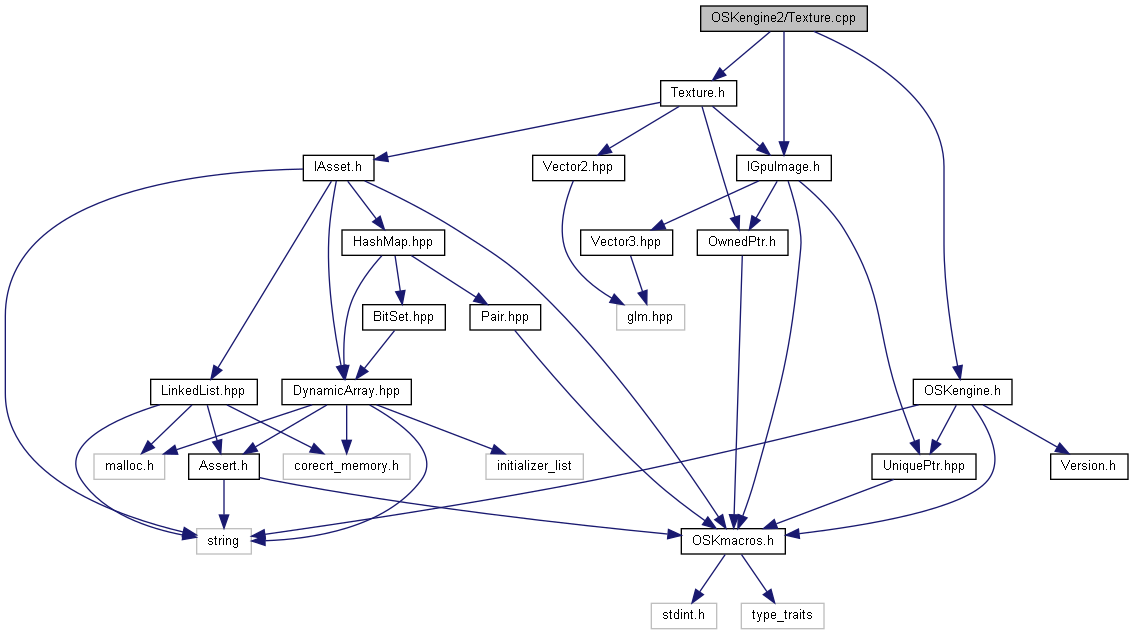 OSKengine2/Texture.cpp
Texture.h
IAsset.h
Vector2.hpp
IGpuImage.h
HashMap.hpp
Vector3.hpp
OwnedPtr.h
BitSet.hpp
Pair.hpp
glm.hpp
LinkedList.hpp
DynamicArray.hpp
OSKengine.h
malloc.h
Assert.h
corecrt_memory.h
initializer_list
UniquePtr.hpp
Version.h
string
OSKmacros.h
stdint.h
type_traits